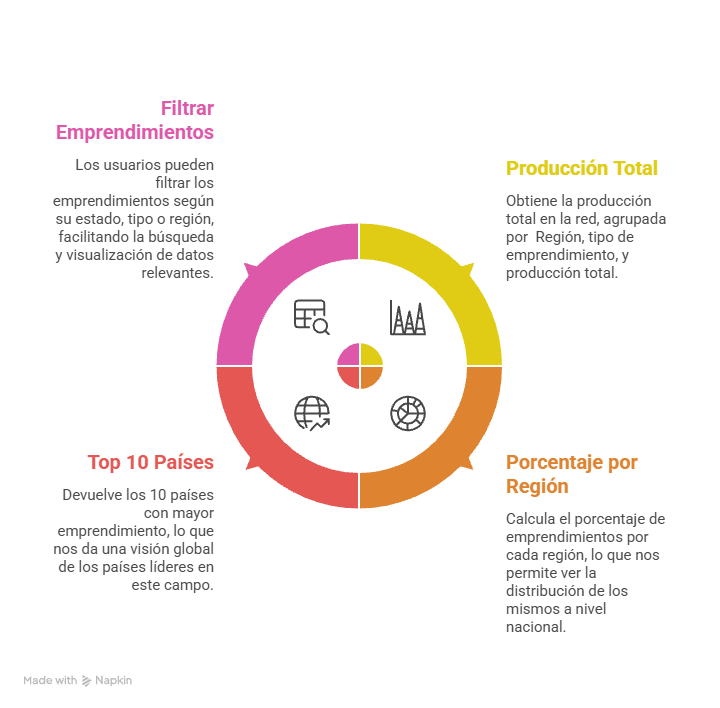 Filtrar
Emprendimientos
Los usuarios pueden
filtrar los
emprendimientos según
su estado, tipo o región,
facilitando la búsqueda
y visualización de datos
relevantes.
Producción Total
Obtiene la producción
total en la red, agrupada
por  Región, tipo de
emprendimiento, y
producción total.
Top 10 Países
Devuelve los 10 países
con mayor
emprendimiento, lo que
nos da una visión global
de los países líderes en
este campo.
Porcentaje por
Región
Calcula el porcentaje de
emprendimientos por
cada región, lo que nos
permite ver la
distribución de los
mismos a nivel
nacional.
Made with Napkin